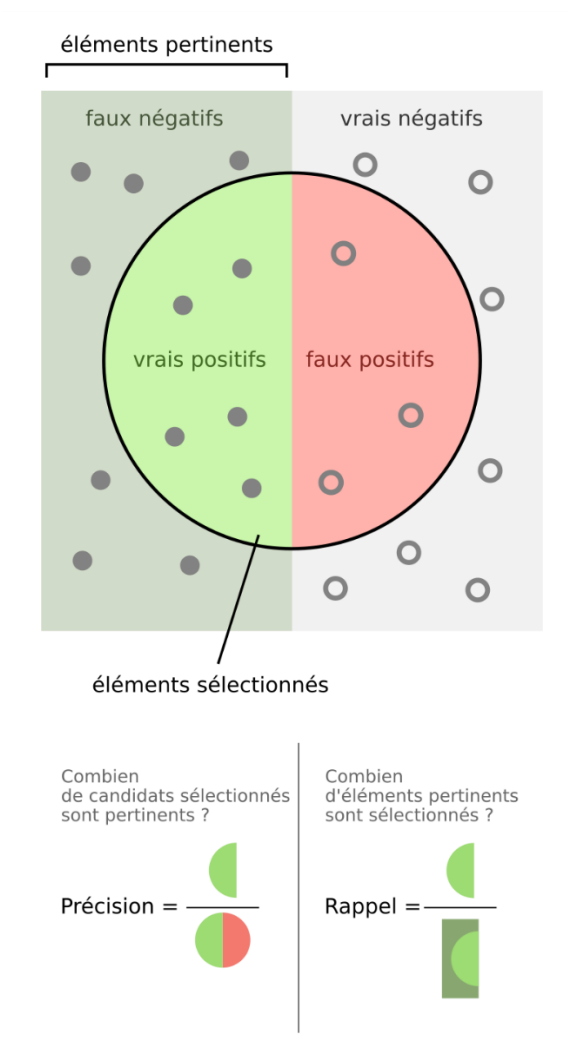 éléments pertinents
faux négatifs
vrais négatifs
vrais positifs
faux positifs
éléments sélectionnés
Combien
de candidats sélectionnés
sont pertinents ?
Précision =
Combien
d'éléments pertinents
sont sélectionnés ?
Rappel =